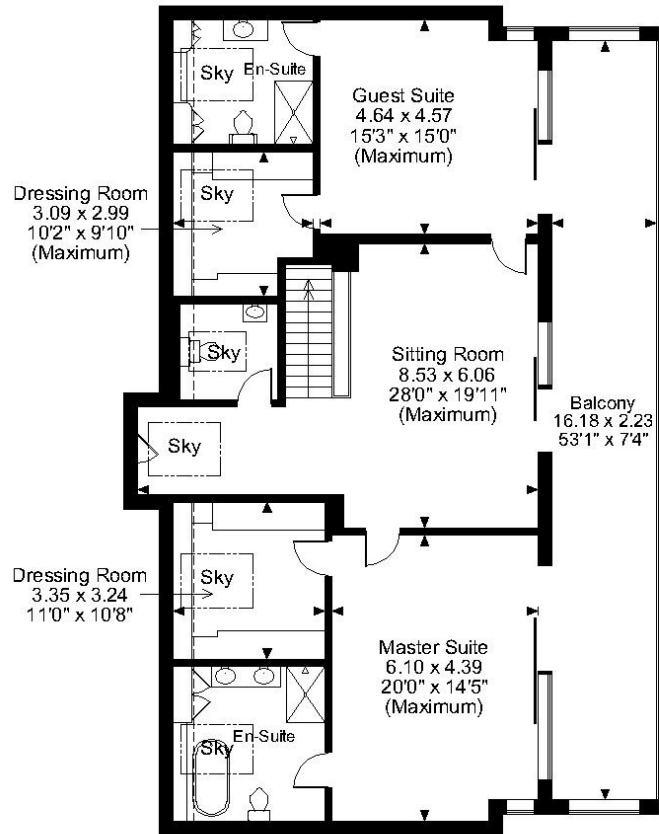 Sky
En-Suite
Guest Suite
4.64 x 4.57
15'3" x 15'0"
(Maximum)
Dressing Room
3.09 x 2.99
10'2" x 9'10"
(Maximum)
Sky
Sky
Sitting Room
8.53 x 6.06
28'0" x 19'11"
(Maximum)
Balcony
16.18 x 2.23
53'1" x 7'4"
Sky
Dressing Room
3.35 x 3.24
11'0" x 10'8"
Sky
Master Suite
6.10 x 4.39
20'0" x 14'5"
(Maximum)
En-Suite
Sky